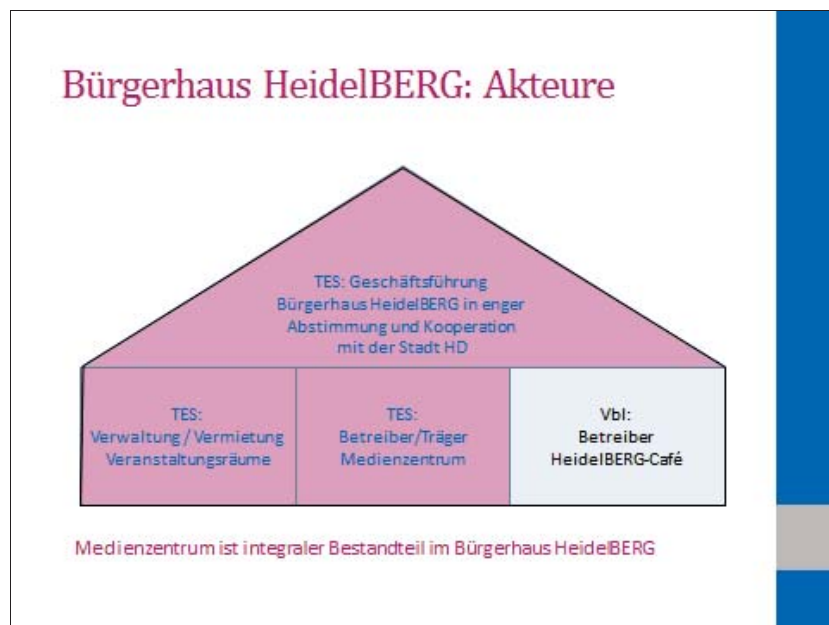 Bürgerhaus HeidelBERG: Akteure
TES: Geschäftsführung
Bürgerhaus HeidelBERG in enger
Abstimmung und Kooperation
mit der Stadt HD
TES:
Verwaltung / Vermietung
Veranstaltungsräume
TES:
Betreiber/Träger
Medienzentrum
Vbl:
Betreiber
HeidelBERG-Café
Medienzentrum ist integraler Bestandteil im Bürgerhaus HeidelBERG